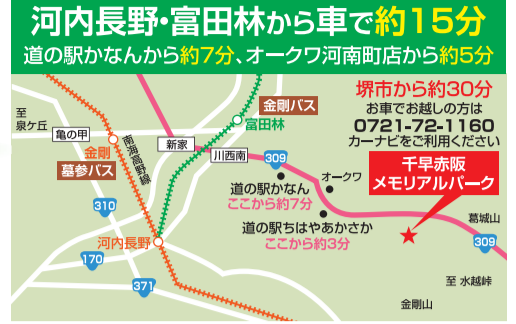 河内長野・富田林から車で約15分
道の駅かなんから約7分、オークワ河南町店から約5分
堺市から約30分
お車でお越しの方は
0721-72-1160
カーナビをご利用ください
千早赤阪
メモリアルパーク
至
泉ケ丘
亀の甲
金剛
墓参バス
南海高野線
新家
金剛バス
富田林
川西南
309
道の駅かなん
ここから約7分
オークワ
道の駅ちはやあかさか
ここから約3分
葛城山
309
310
河内長野
170
371
至 水越峠
金剛山